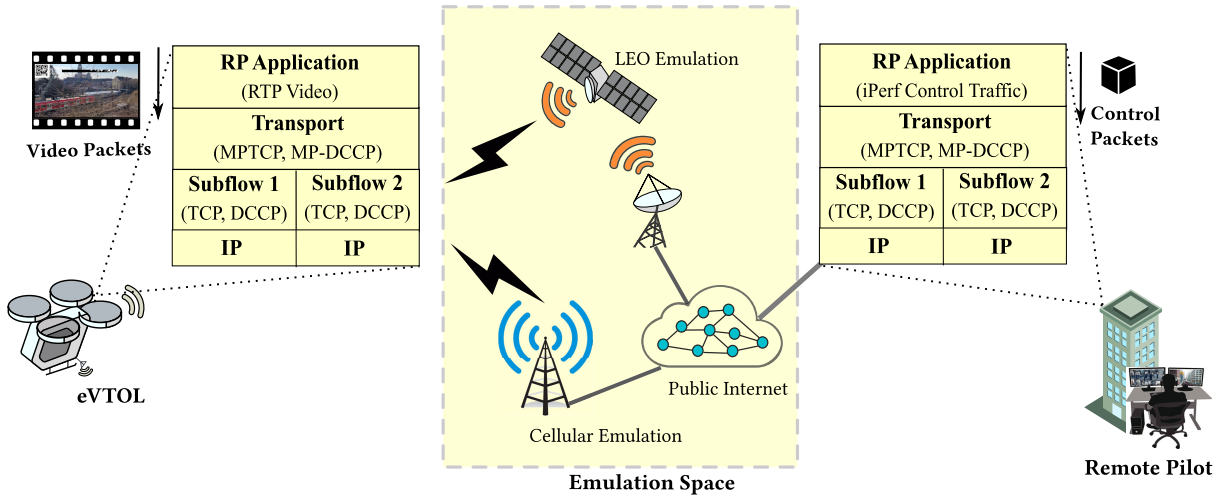 Video Packets
RP Application
(RTP Video)
Transport
(MPTCP, MP-DCCP)
Subflow 1
(TCP, DCCP)
Subflow 2
(TCP, DCCP)
IP
IP
eVTOL
LEO Emulation
Public Internet
Cellular Emulation
Emulation Space
RP Application
(iPerf Control Traffic)
Transport
(MPTCP, MP-DCCP)
Subflow 1
(TCP, DCCP)
Subflow 2
(TCP, DCCP)
IP
IP
Control
Packets
Remote Pilot